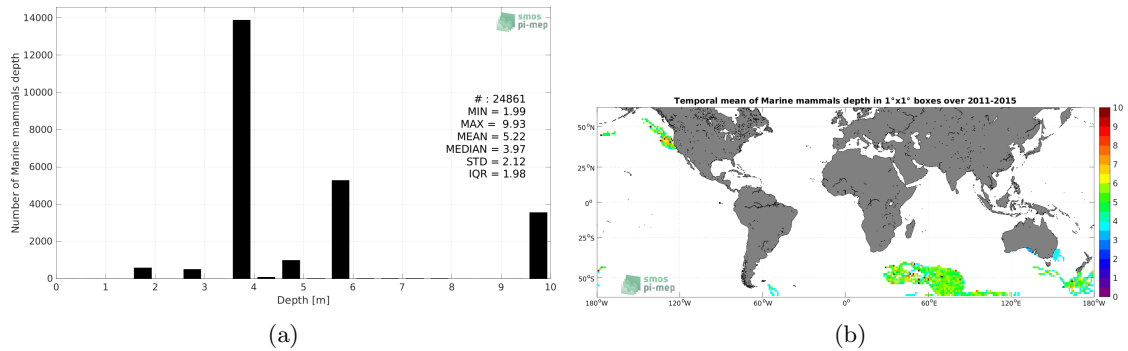 14000
12000
10000
8000
6000
4000
2000
0
Number of Marine mammals depth
0 1 2 3 4 5 6 7 8 9 10
Depth [m]
smos
pi-mep
# : 24861
MIN = 1.99
MAX = 9.93
MEAN = 5.22
MEDIAN = 3.97
STD = 2.12
IQR = 1.98
(a)
Temporal mean of Marine mammals depth in 1°x1° boxes over 2011-2015
50°N
25°N
0°
25°S
50°S
180°W 120°W 60°W 0° 60°E 120°E 180°W
smos
pi-mep
10
9
8
7
6
5
4
3
2
1
0
(b)